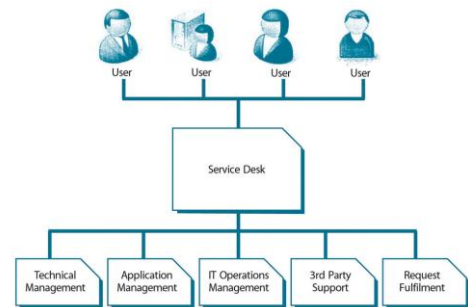 User User User User
Service Desk
Technical Application IT Operations 3rd Party Request
Management Management Management Support Fulfilment